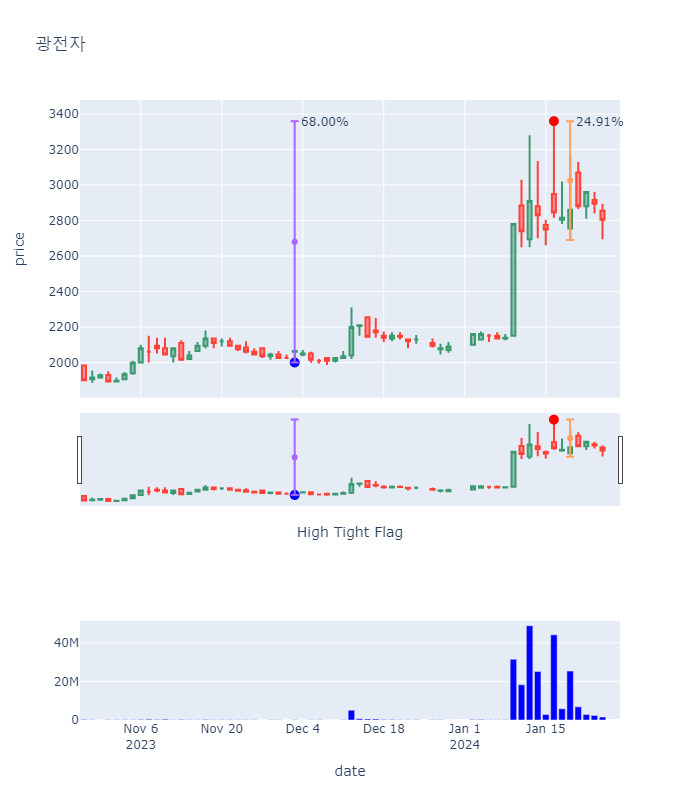 광전자
3400
68.00%
24.91%
3200
3000
2800
price
2600
2400
2200
2000
High Tight Flag
40M
20M
0
Nov 6
2023
Nov 20
Dec 4
Dec 18
Jan 1
2024
Jan 15
date